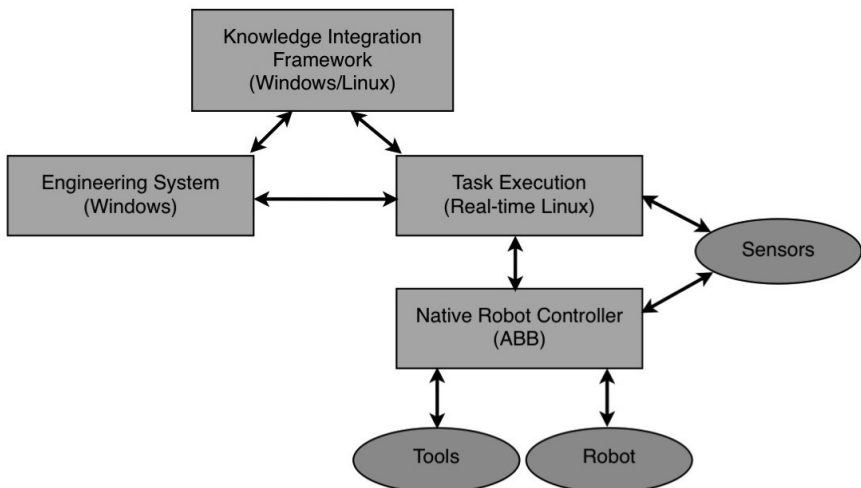 Knowledge Integration
Framework
(Windows/Linux)
Engineering System
(Windows)
Task Execution
(Real-time Linux)
Sensors
Native Robot Controller
(ABB)
Tools
Robot